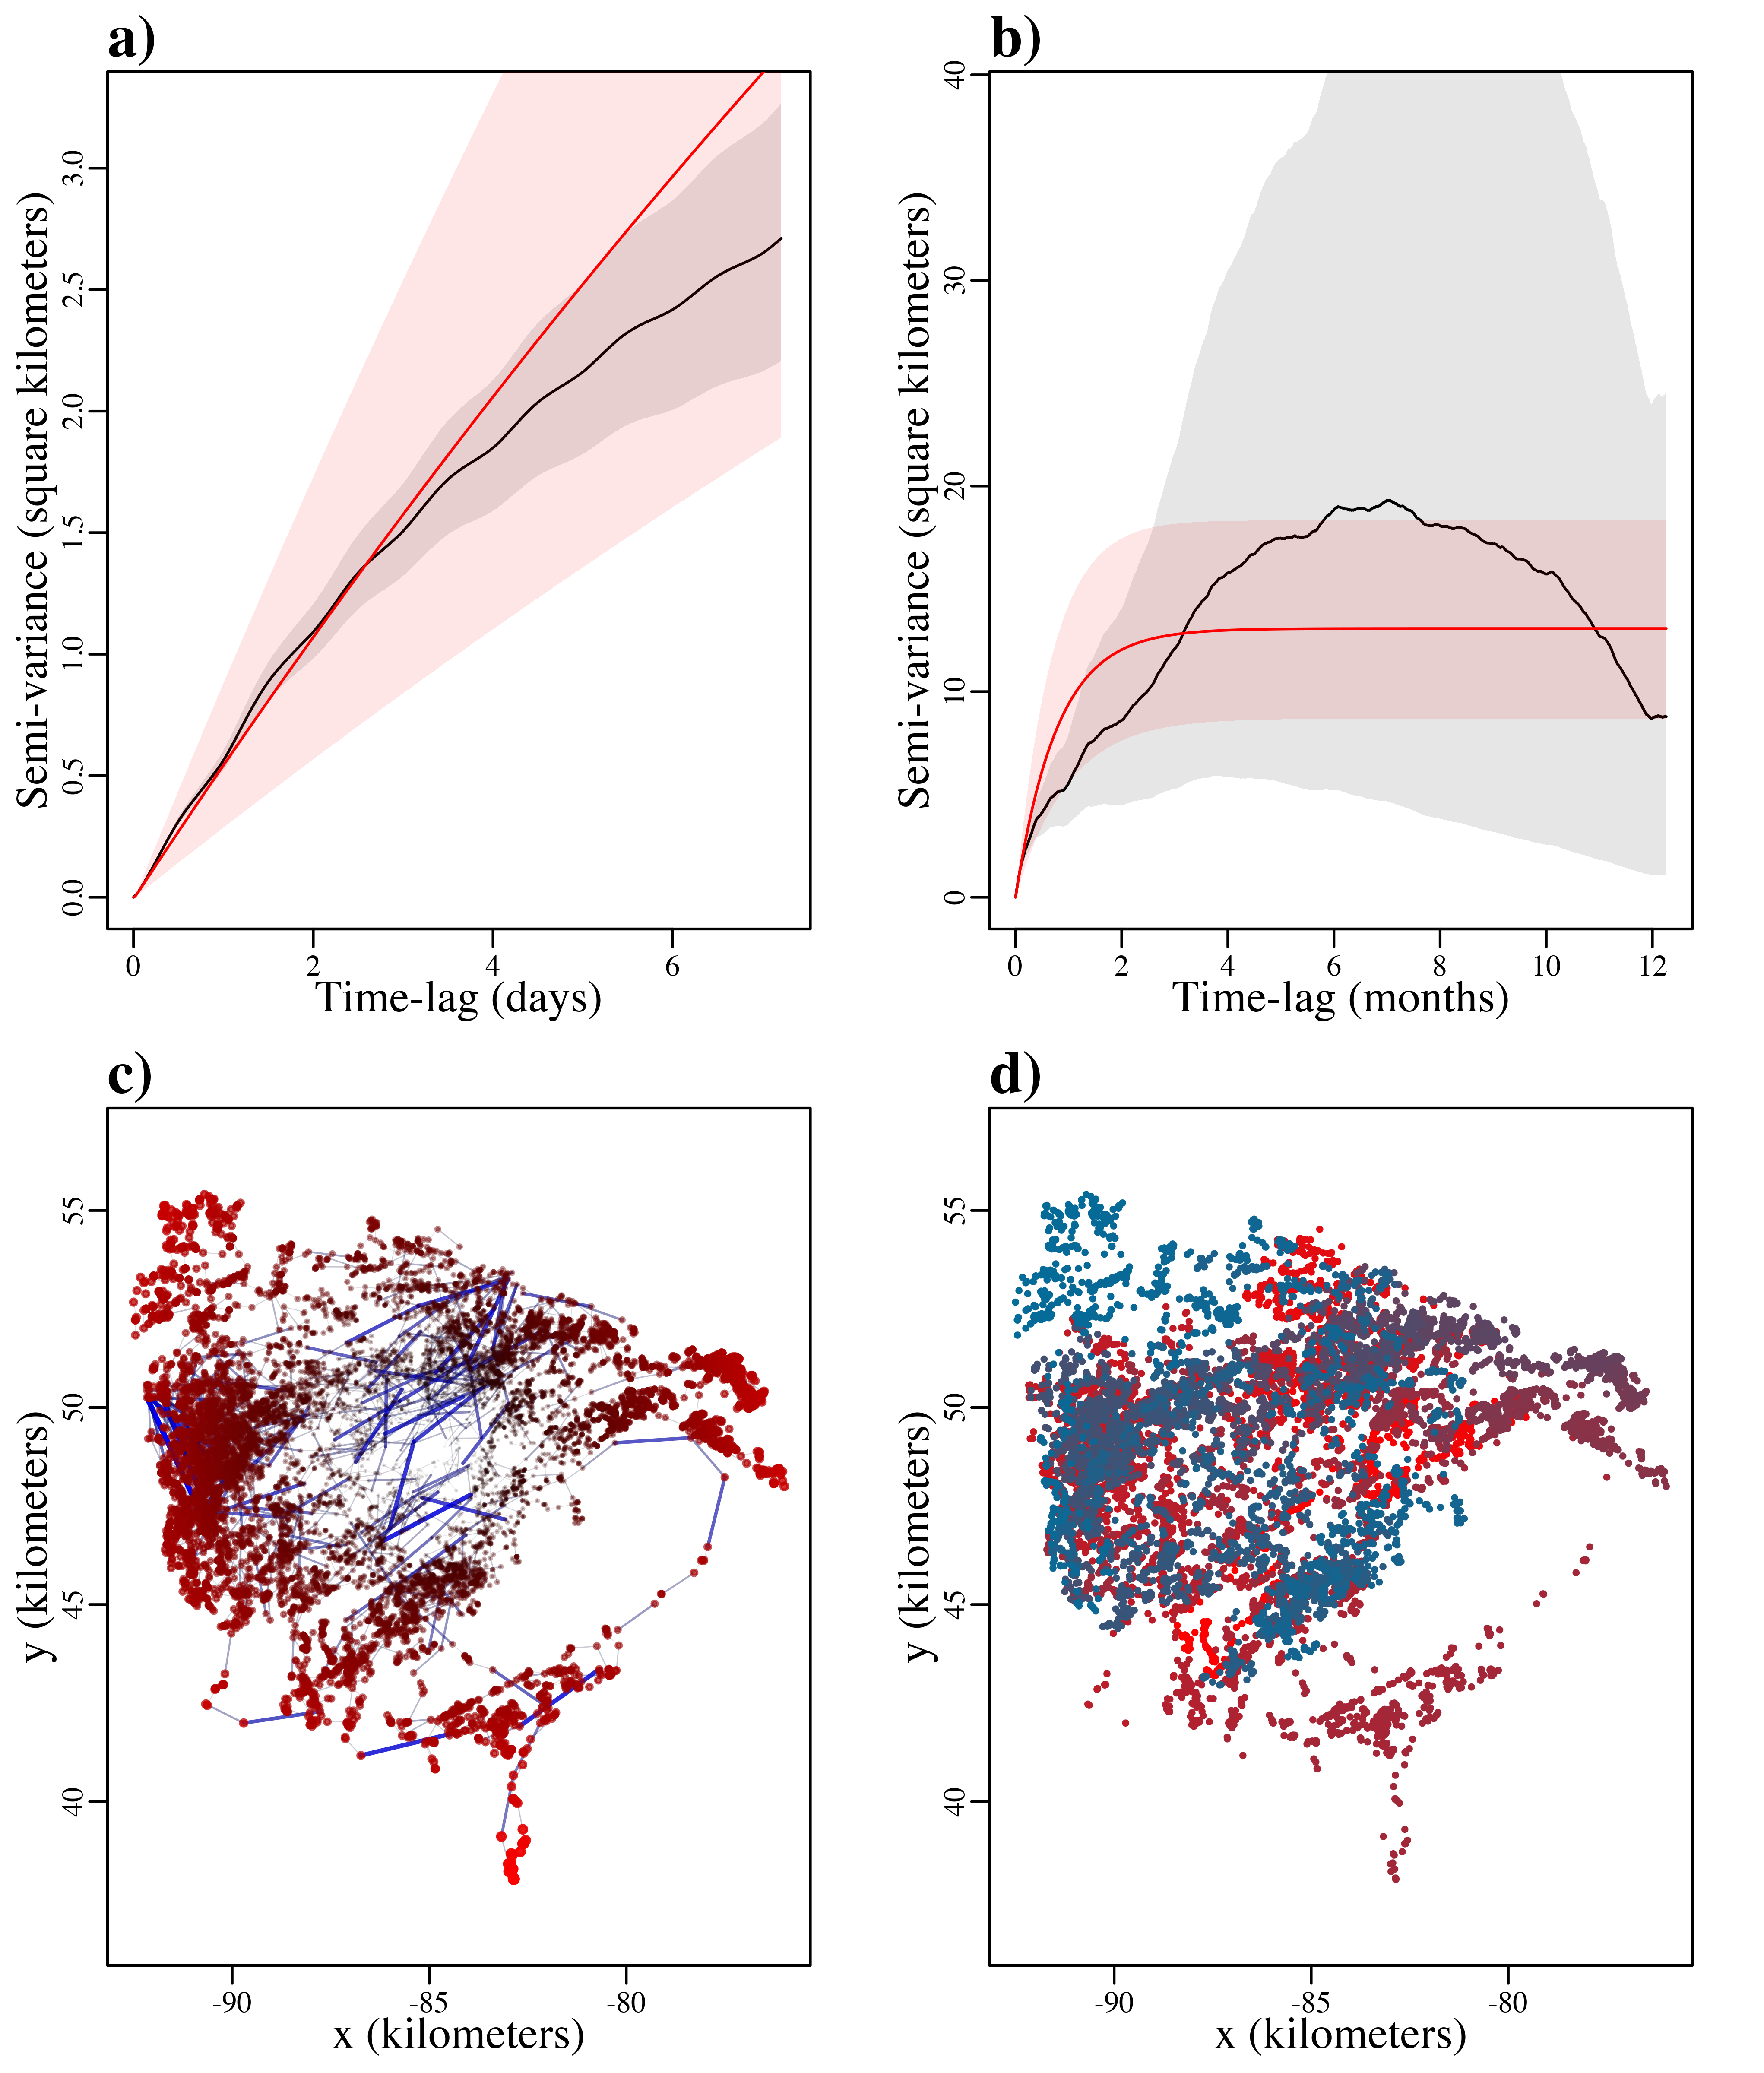 a)
Semi-variance (square kilometers)
3.0
2.5
2.0
1.5
1.0
0.5
0.0
0 2 4 6
Time-lag (days)
b)
Semi-variance (square kilometers)
40
30
20
10
0
0 2 4 6 8 10 12
Time-lag (months)
c)
y (kilometers)
55
50
45
40
-90 -85 -80
x (kilometers)
d)
y (kilometers)
55
50
45
40
-90 -85 -80
x (kilometers)